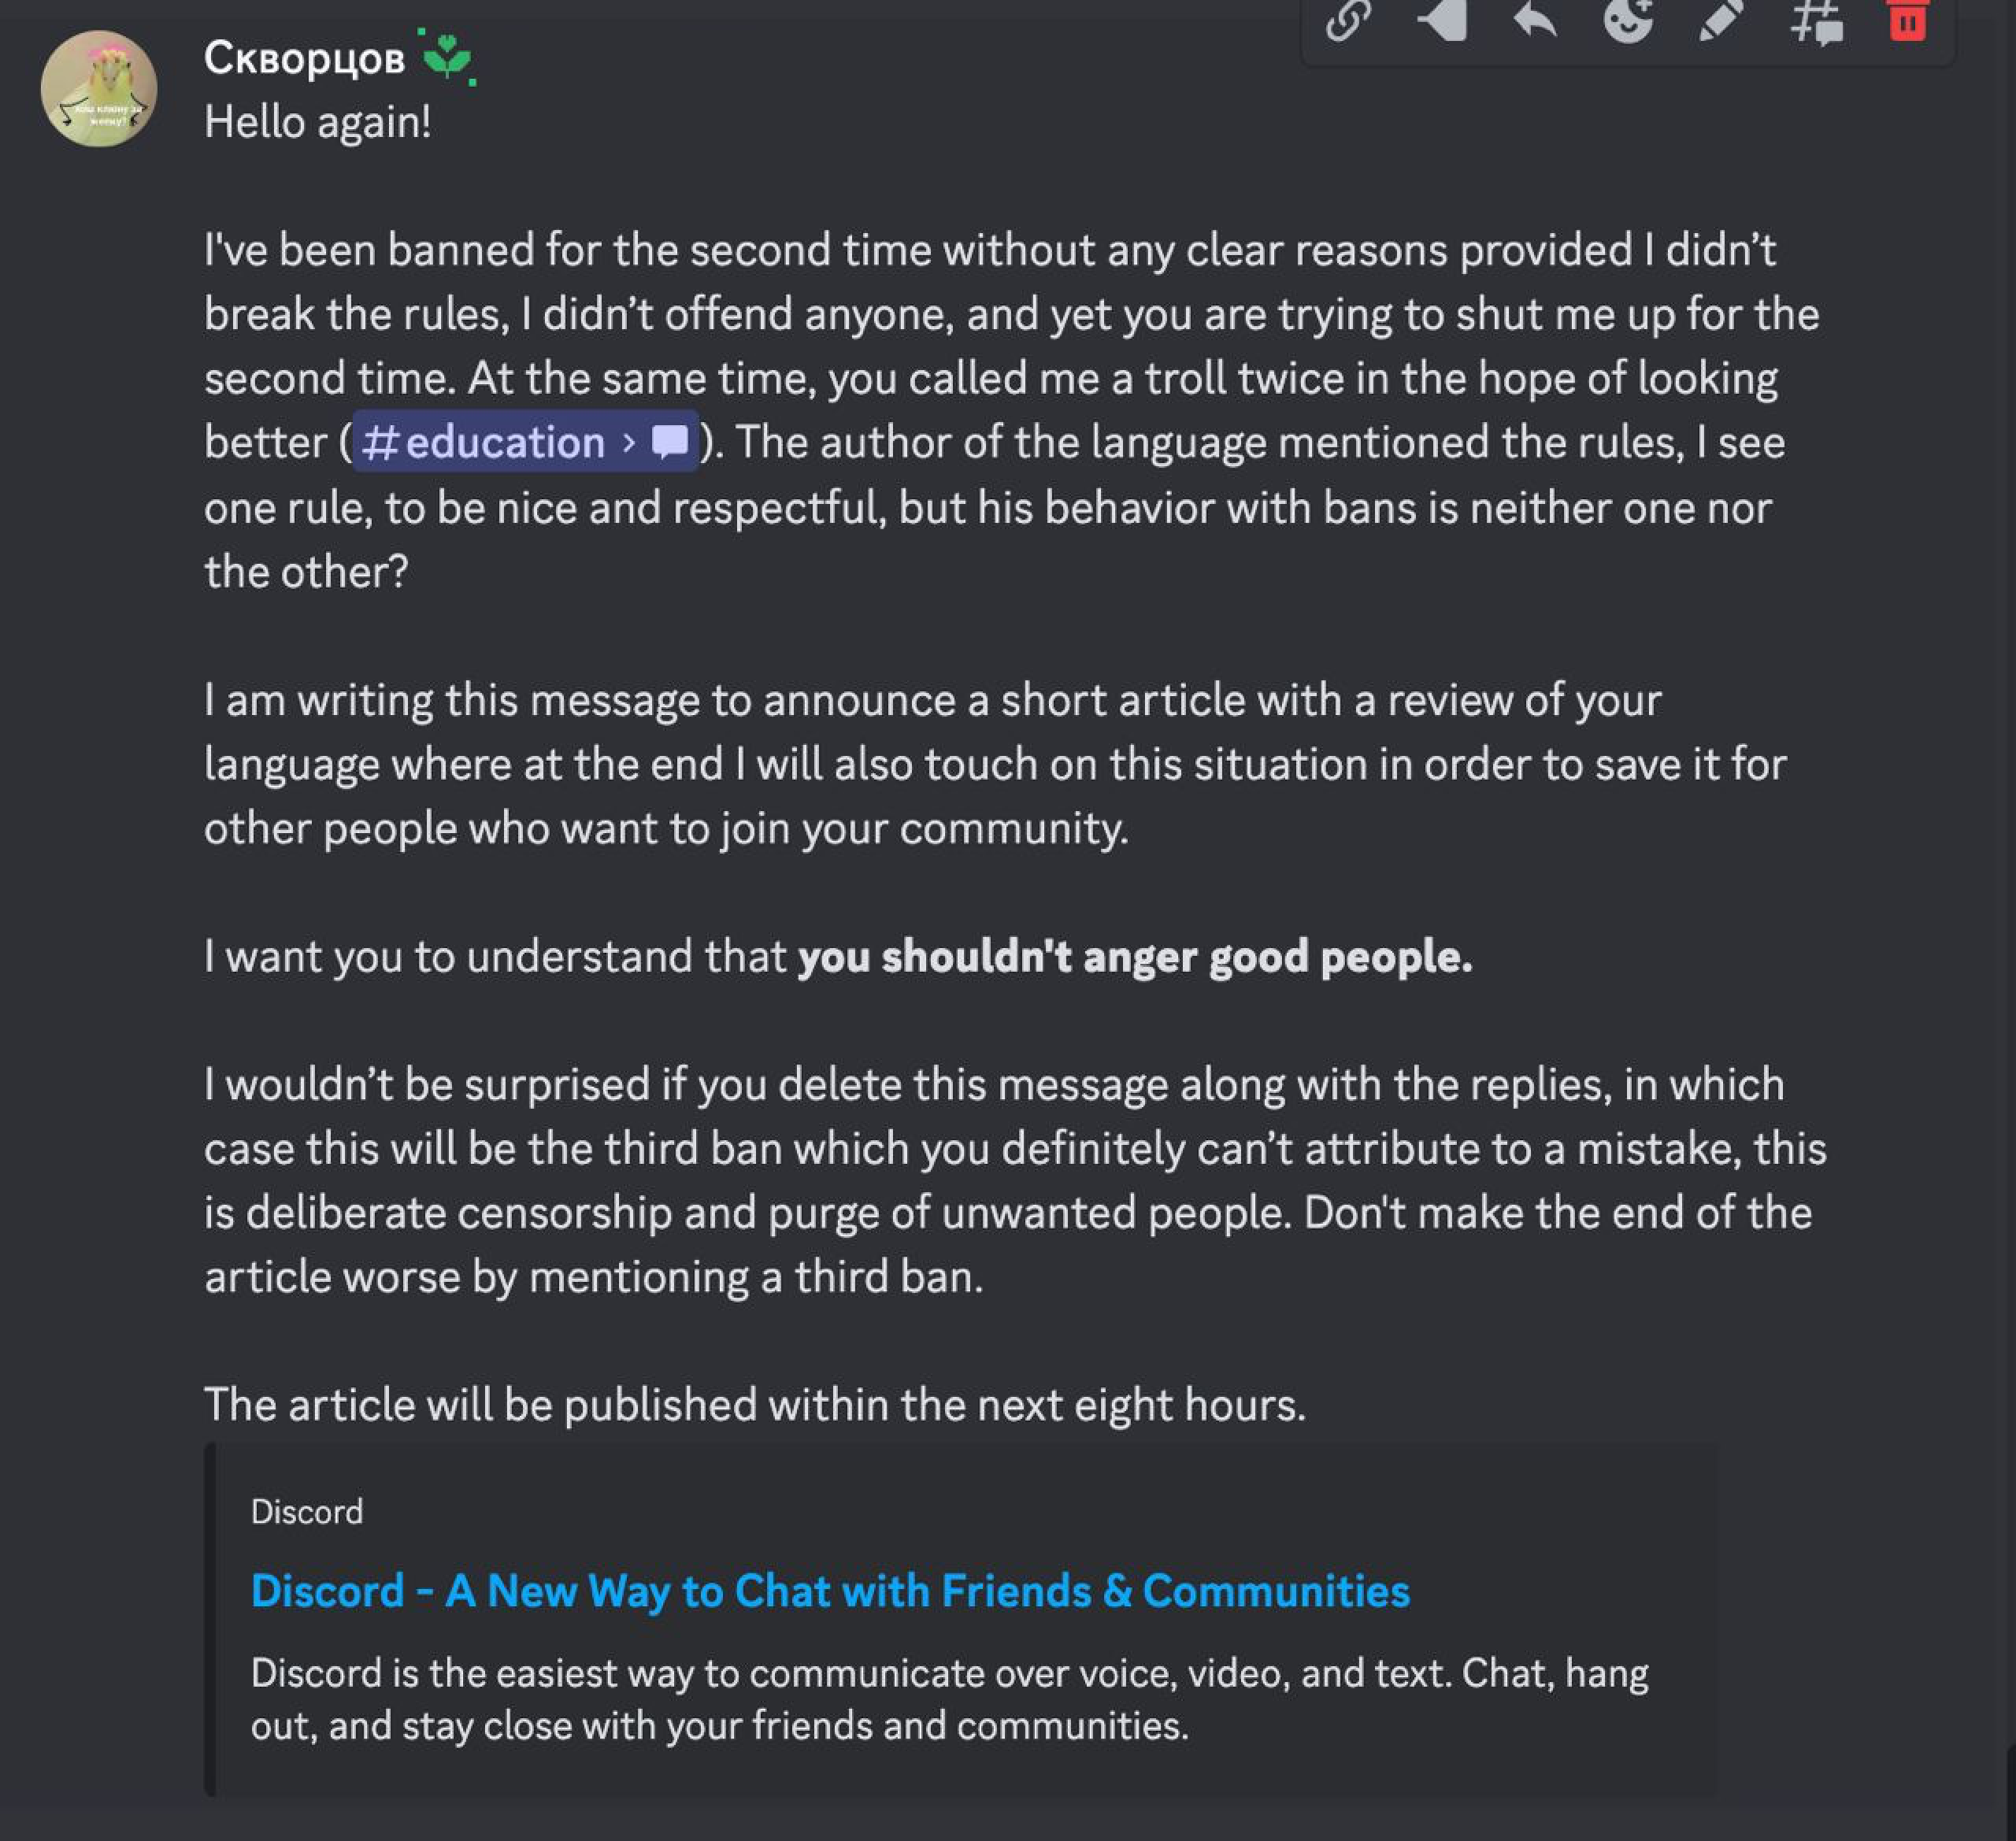 Скворцов
Hello again!
I've been banned for the second time without any clear reasons provided I didn’t
break the rules, I didn’t offend anyone, and yet you are trying to shut me up for the
second time. At the same time, you called me a troll twice in the hope of looking
better ( #education › ). The author of the language mentioned the rules, I see
one rule, to be nice and respectful, but his behavior with bans is neither one nor
the other?
I am writing this message to announce a short article with a review of your
language where at the end I will also touch on this situation in order to save it for
other people who want to join your community.
I want you to understand that you shouldn't anger good people.
I wouldn’t be surprised if you delete this message along with the replies, in which
case this will be the third ban which you definitely can’t attribute to a mistake, this
is deliberate censorship and purge of unwanted people. Don't make the end of the
article worse by mentioning a third ban.
The article will be published within the next eight hours.
Discord
Discord - A New Way to Chat with Friends & Communities
Discord is the easiest way to communicate over voice, video, and text. Chat, hang
out, and stay close with your friends and communities.